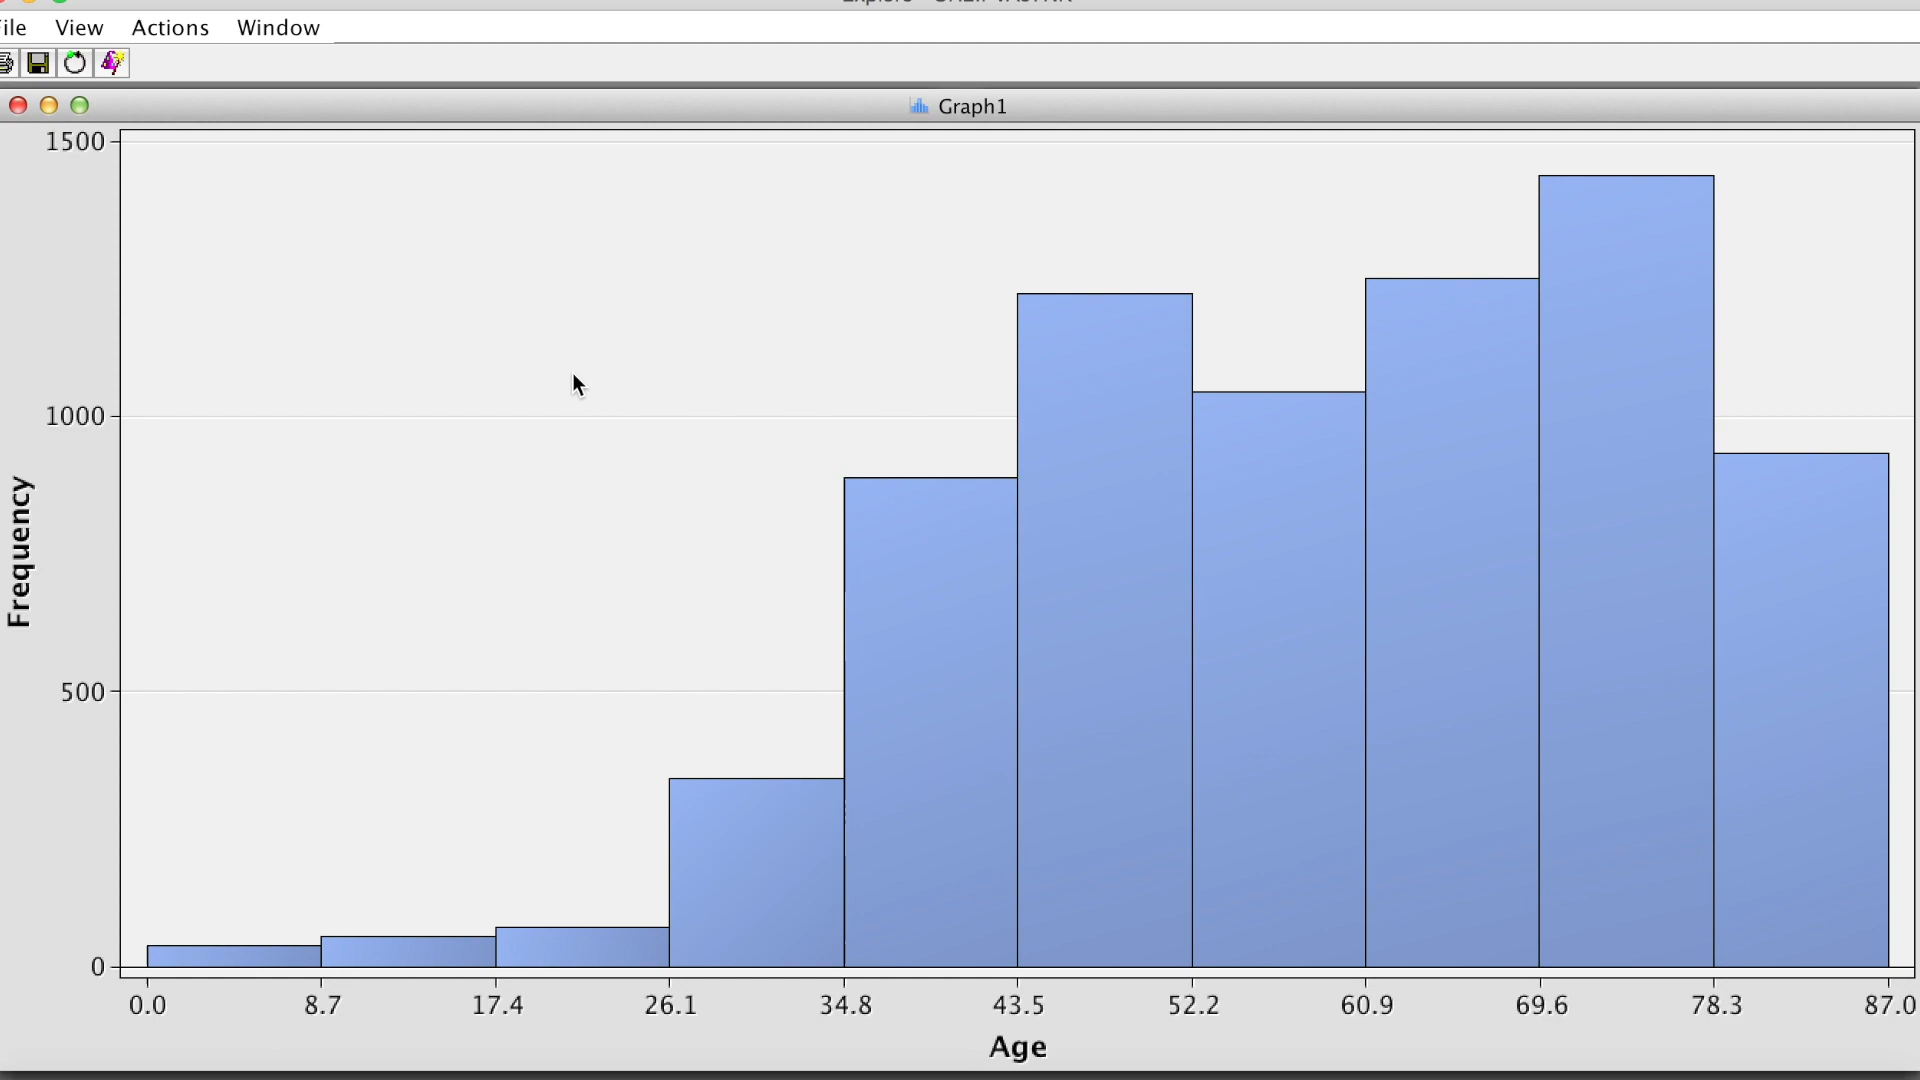 File View Actions Window
Graph1
1500
1000
500
0
Frequency
0.0 8.7 17.4 26.1 34.8 43.5 52.2 60.9 69.6 78.3 87.0
Age